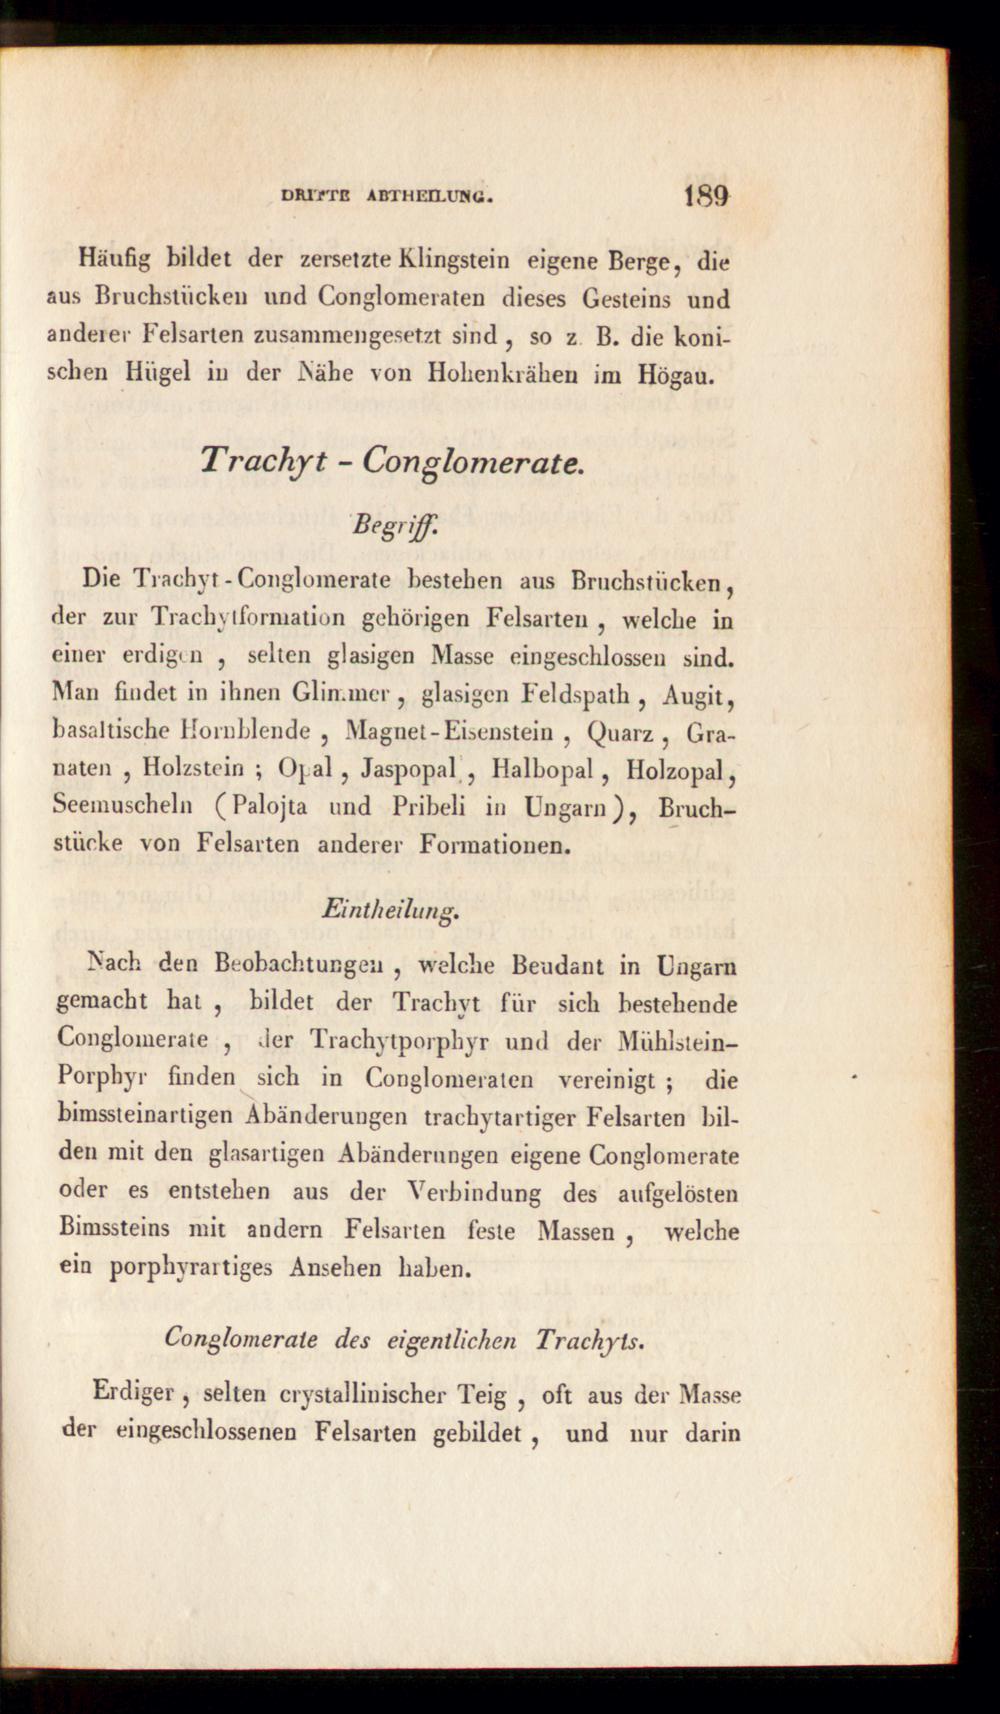 DRITTE ABTHEILUNG. 189
Häufig bildet der zersetzte Klingstein eigene Berge, die
aus Bruchstücken und Conglomeraten dieses Gesteins und
anderer Felsarten zusammengesetzt sind , so z. B. die koni-
schen Hügel in der Nähe von Hohenkrähen im Högau.
Trachyt - Conglomerate.
Begriff.
Die Trachyt - Conglomerate bestehen aus Bruchstücken,
der zur Trachytformation gehörigen Felsarten , welche in
einer erdigen , selten glasigen Masse eingeschlossen sind.
Man findet in ihnen Glimmer , glasigen Feldspath , Augit,
basaltische Hornblende , Magnet-Eisenstein , Quarz , Gra-
naten , Holzstein ; Opal , Jaspopal , Halbopal , Holzopal,
Seemuscheln (Palojta und Pribeli in Ungarn), Bruch-
stücke von Felsarten anderer Formationen.
Eintheilung.
Nach den Beobachtungen , welche Beudant in Ungarn
gemacht hat , bildet der Trachyt für sich bestehende
Conglomerate , der Trachytporphyr und der Mühlstein-
Porphyr finden sich in Conglomeraten vereinigt ; die
bimssteinartigen Abänderungen trachytartiger Felsarten bil-
den mit den glasartigen Abänderungen eigene Conglomerate
oder es entstehen aus der Verbindung des aufgelösten
Bimssteins mit andern Felsarten feste Massen , welche
ein porphyrartiges Ansehen haben.
Conglomerate des eigentlichen Trachyts.
Erdiger , selten crystallinischer Teig , oft aus der Masse
der eingeschlossenen Felsarten gebildet , und nur darin